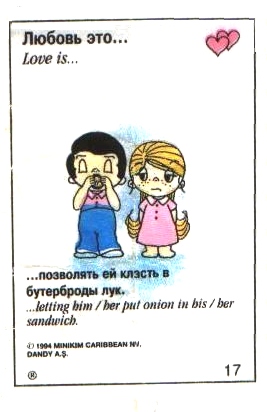 Любовь это...
Love is...
...позволять ей клэсть в
бутерброды лук.
...letting him / her put onion in his / her
sandwich.
© 1994 MINIKIM CARIBBEAN NV.
DANDY A.Ş.
® 17